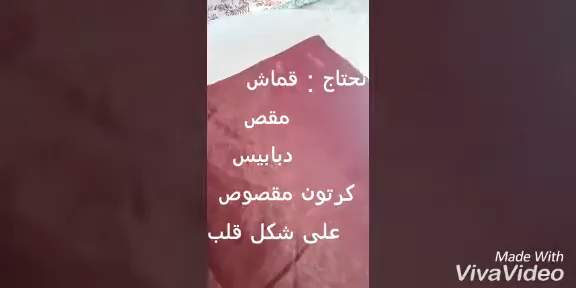 نحتاج : قماش
مقص
دبابيس
كرتون مقصوص
على شكل قلب
Made With
VivaVideo